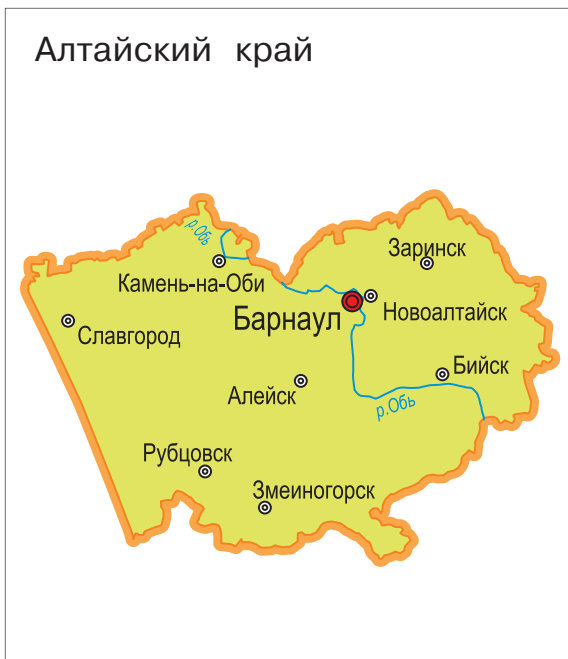 Алтайский край
р.Обь
Заринск
Камень-на-Оби
Новоалтайск
Барнаул
Славгород
Бийск
Алейск
р.Обь
Рубцовск
Змеиногорск